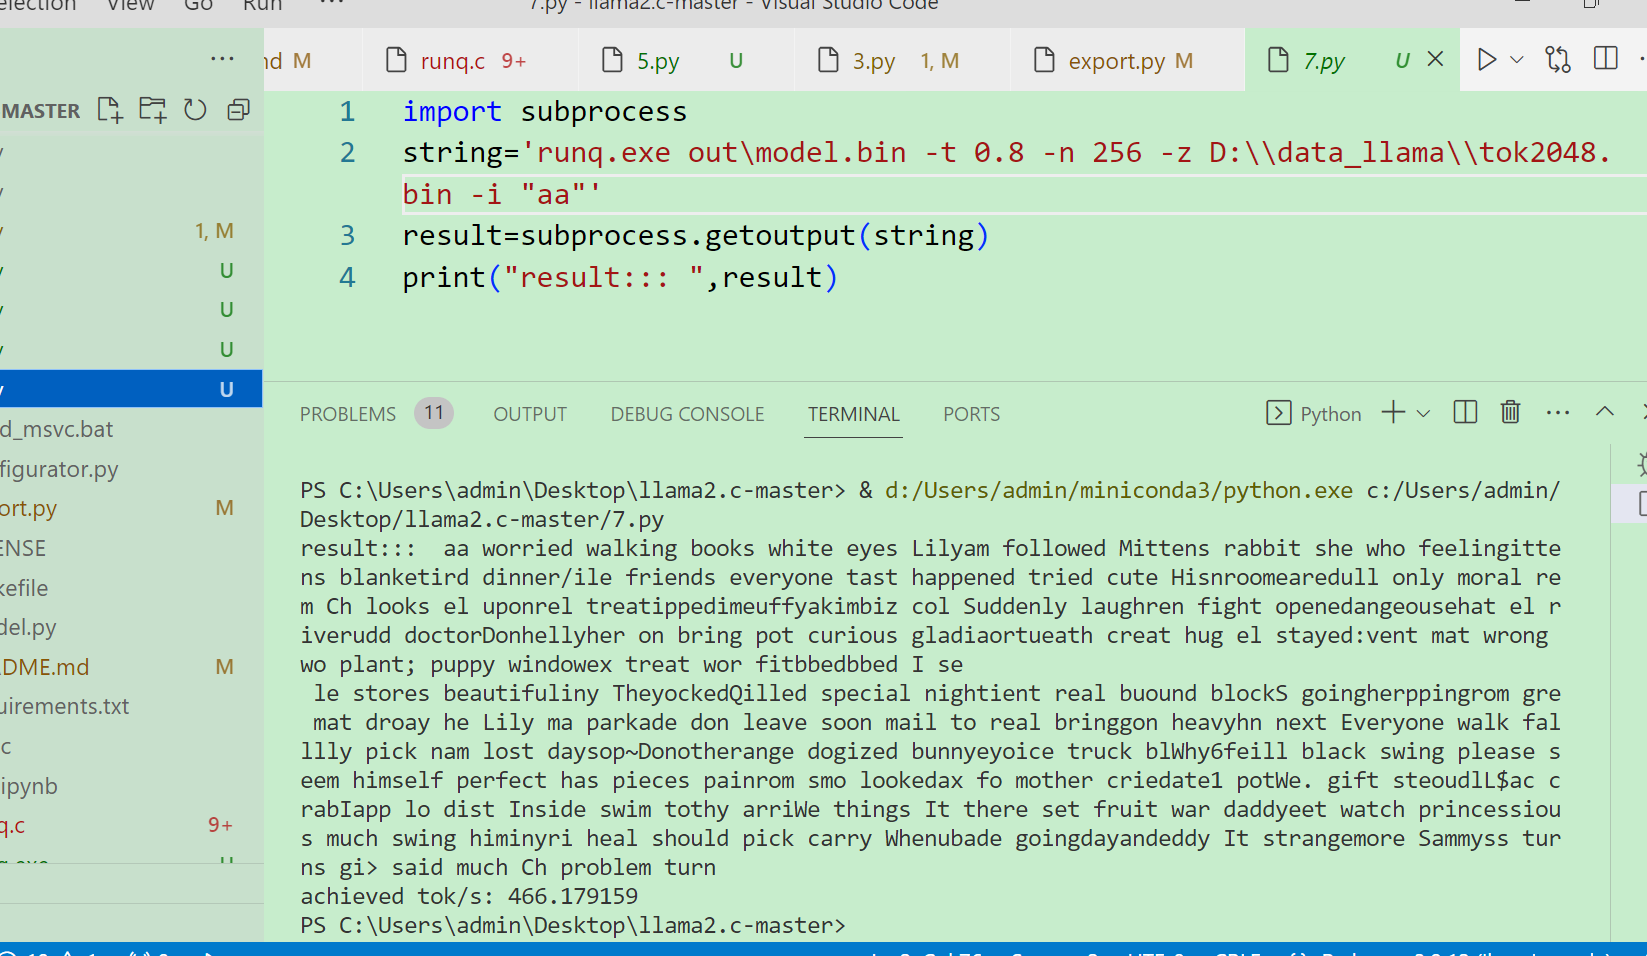 election View Go Run ···
7.py - llama2.c-master - Visual Studio Code
nd M runq.c 9+ 5.py U 3.py 1, M export.py M 7.py U
MASTER
1, M
U
U
U
U
d_msvc.bat
figurator.py
ort.py M
ENSE
kefile
del.py
DME.md M
uirements.txt
c
ipynb
q.c 9+
1 import subprocess
2 string='runq.exe out\model.bin -t 0.8 -n 256 -z D:\\data_llama\\tok2048.
bin -i "aa"'
3 result=subprocess.getoutput(string)
4 print("result::: ",result)
PROBLEMS 11 OUTPUT DEBUG CONSOLE TERMINAL PORTS Python
PS C:\Users\admin\Desktop\llama2.c-master> & d:/Users/admin/miniconda3/python.exe c:/Users/admin/
Desktop/llama2.c-master/7.py
result:::  aa worried walking books white eyes Lilyam followed Mittens rabbit she who feelingitte
ns blanketird dinner/ile friends everyone tast happened tried cute Hisnroomearedull only moral re
m Ch looks el uponrel treatippedimeuffyakimbiz col Suddenly laughren fight openedangeousehat el r
iverudd doctorDonhellyher on bring pot curious gladiaortueath creat hug el stayed:vent mat wrong
wo plant; puppy windowex treat wor fitbbedbbed I se
le stores beautifuliny TheyockedQilled special nightient real buound blockS goingherppingrom gre
mat droay he Lily ma parkade don leave soon mail to real bringgon heavyhn next Everyone walk fal
llly pick nam lost daysop~Donotherange dogized bunnyeyoice truck blWhy6feill black swing please s
eem himself perfect has pieces painrom smo lookedax fo mother criedate1 potWe. gift steoudlL$ac c
rabIapp lo dist Inside swim tothy arriWe things It there set fruit war daddyeet watch princessiou
s much swing himinyri heal should pick carry Whenubade goingdayandeddy It strangemore Sammyss tur
ns gi> said much Ch problem turn
achieved tok/s: 466.179159
PS C:\Users\admin\Desktop\llama2.c-master>